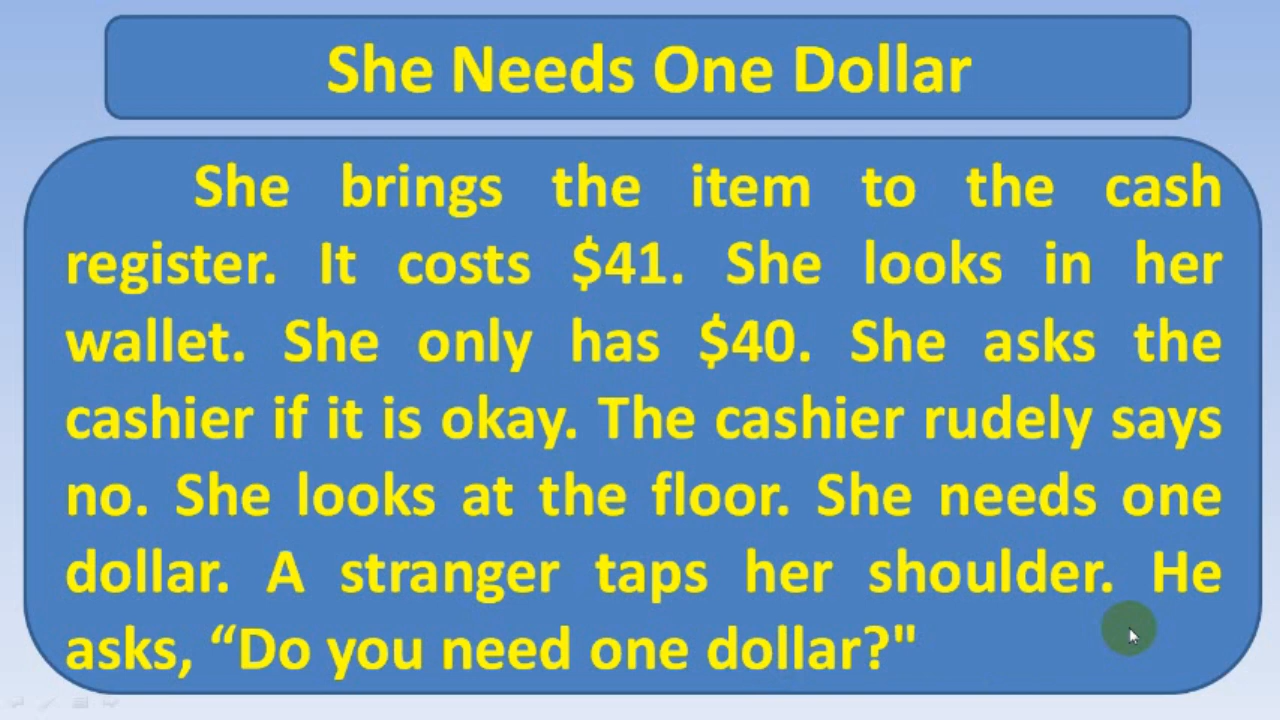 She Needs One Dollar
She brings the item to the cash
register. It costs $41. She looks in her
wallet. She only has $40. She asks the
cashier if it is okay. The cashier rudely says
no. She looks at the floor. She needs one
dollar. A stranger taps her shoulder. He
asks, “Do you need one dollar?"